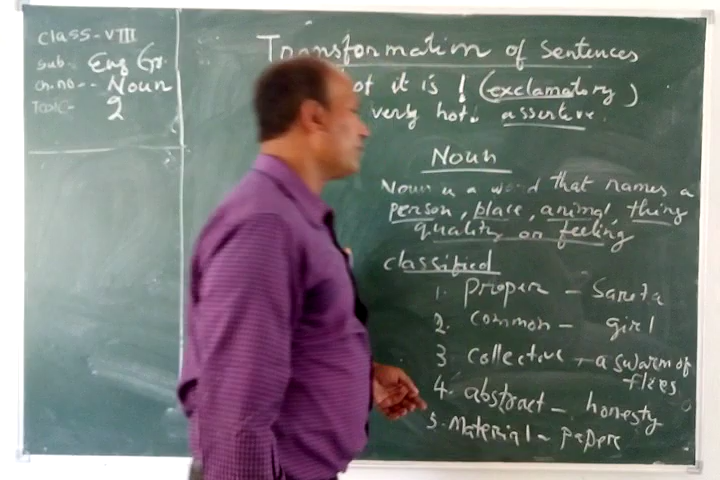 Class-VIII
Sub- Eng Gr.
Ch.no-- Noun
2
Transformation of Sentences
ot it is ! (exclamatory)
very hot. assertive.
Noun
Noun is a word that names a
person, place, animal, thing
quality or feeling
classified
1. proper - Sareta
2. common - girl
3 collective - a swarm of
flies
4. abstract - honesty
5. Material - paper